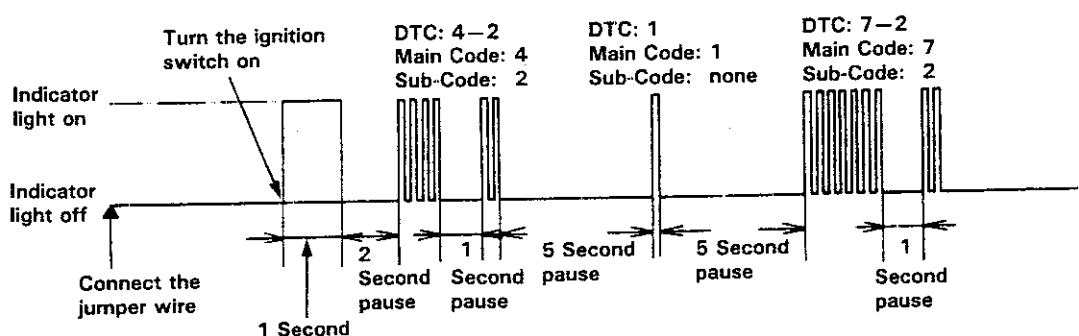 Turn the ignition
switch on
DTC: 4–2
Main Code: 4
Sub-Code: 2
DTC: 1
Main Code: 1
Sub-Code: none
DTC: 7–2
Main Code: 7
Sub-Code: 2
Indicator
light on
Indicator
light off
Connect the
jumper wire
1 Second
2
Second
pause
1
Second
pause
5 Second
pause
5 Second
pause
1
Second
pause